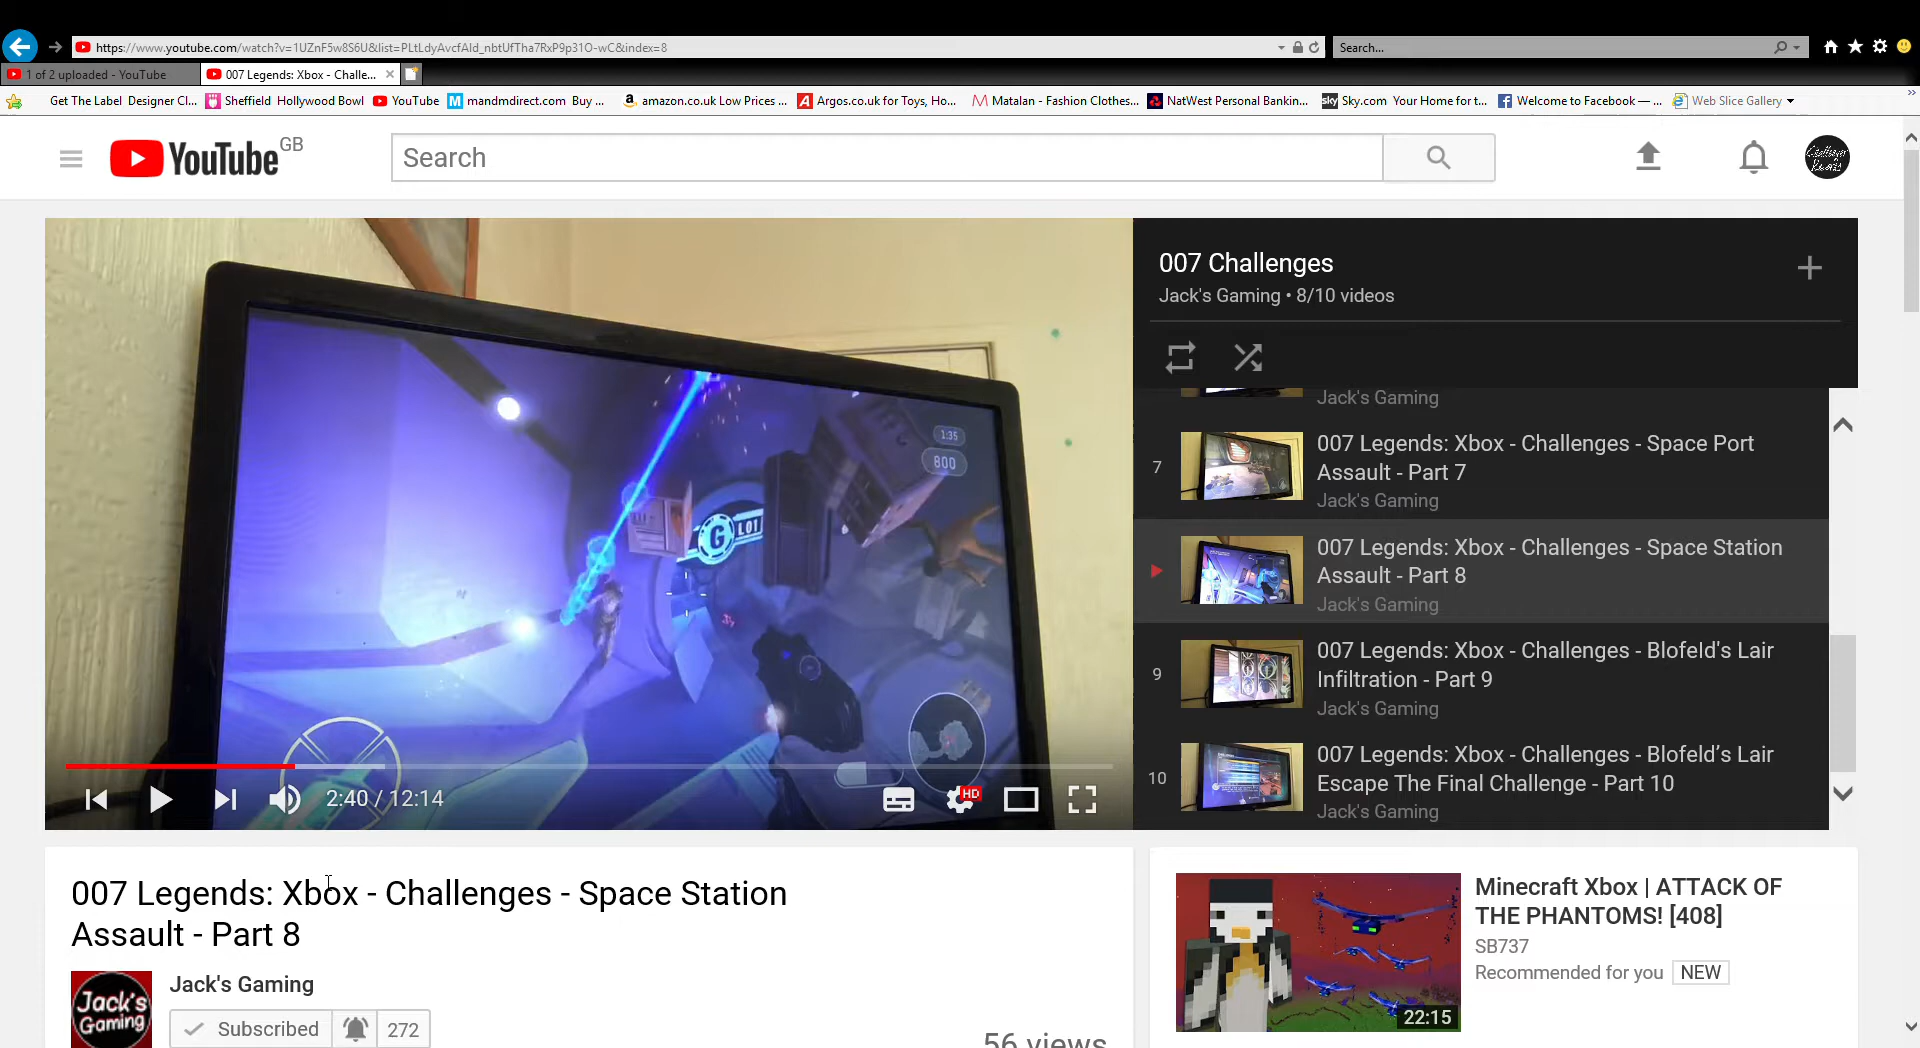 https://www.youtube.com/watch?v=1UZnF5w8S6U&list=PLtLdyAvcfAId_nbtUfTha7RxP9p31O-wC&index=8
Search...
1 of 2 uploaded - YouTube
007 Legends: Xbox - Challe...
Get The Label Designer Cl...
Sheffield Hollywood Bowl
YouTube
mandmdirect.com Buy ...
amazon.co.uk Low Prices ...
Argos.co.uk for Toys, Ho...
Matalan - Fashion Clothes...
NatWest Personal Bankin...
sky
Sky.com Your Home for t...
Welcome to Facebook — ...
Web Slice Gallery
YouTube
GB
Search
007 Challenges
Jack's Gaming • 8/10 videos
Jack's Gaming
7
007 Legends: Xbox - Challenges - Space Port
Assault - Part 7
Jack's Gaming
007 Legends: Xbox - Challenges - Space Station
Assault - Part 8
Jack's Gaming
9
007 Legends: Xbox - Challenges - Blofeld's Lair
Infiltration - Part 9
Jack's Gaming
10
007 Legends: Xbox - Challenges - Blofeld’s Lair
Escape The Final Challenge - Part 10
Jack's Gaming
1:35
800
G L01
2:40 / 12:14
HD
007 Legends: Xbox - Challenges - Space Station
Assault - Part 8
Jack's
Gaming
Jack's Gaming
Subscribed
272
56 views
Minecraft Xbox | ATTACK OF
THE PHANTOMS! [408]
SB737
Recommended for you
NEW
22:15